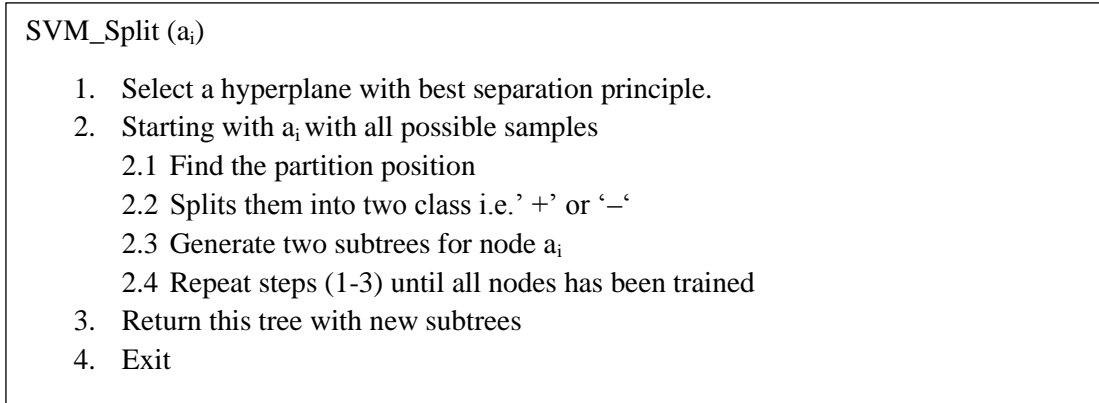 SVM_Split (aᵢ)
1. Select a hyperplane with best separation principle.
2. Starting with aᵢ with all possible samples
2.1 Find the partition position
2.2 Splits them into two class i.e.’ +’ or ‘–‘
2.3 Generate two subtrees for node aᵢ
2.4 Repeat steps (1-3) until all nodes has been trained
3. Return this tree with new subtrees
4. Exit